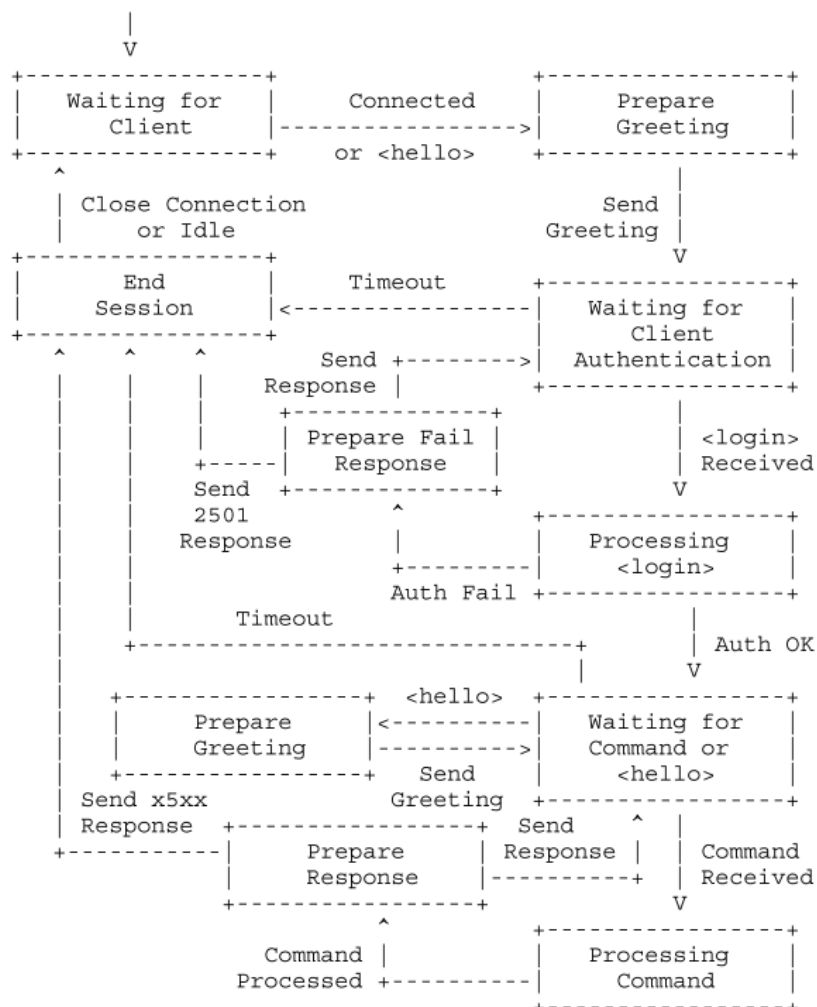 |
V
+-----------------+ +-----------------+
| Waiting for | Connected | Prepare |
| Client |----------------->| Greeting |
+-----------------+ or <hello> +-----------------+
^ |
| Close Connection Send |
| or Idle Greeting |
+-----------------+ V
| End | Timeout +-----------------+
| Session |<-----------------| Waiting for |
+-----------------+ | Client |
^ ^ ^ Send +-------->| Authentication |
| | | Response | +-----------------+
| | | +--------------+ |
| | | | Prepare Fail | | <login>
| | +-----| Response | | Received
| | Send +--------------+ V
| | 2501 ^ +-----------------+
| | Response | | Processing |
| | +---------| <login> |
| | Auth Fail +-----------------+
| | Timeout |
| +-------------------------------+ | Auth OK
| | V
| +-----------------+ <hello> +-----------------+
| | Prepare |<----------| Waiting for |
| | Greeting |---------->| Command or |
| +-----------------+ Send | <hello> |
| Send x5xx Greeting +-----------------+
| Response +-----------------+ Send ^ |
+-----------| Prepare | Response | | Command
| Response |----------+ | Received
+-----------------+ V
^ +-----------------+
Command | | Processing |
Processed +----------| Command |
+-----------------+